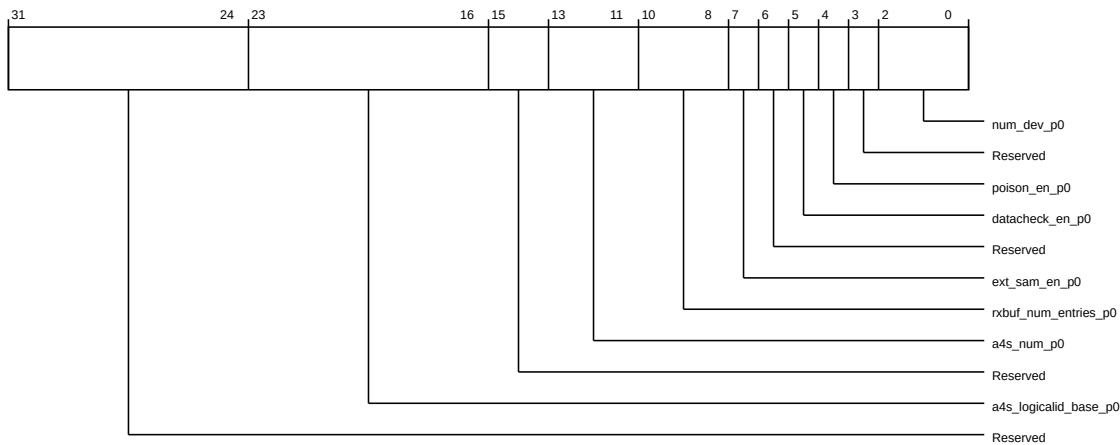 31 24 23 16 15 13 11 10 8 7 6 5 4 3 2 0
num_dev_p0
Reserved
poison_en_p0
datacheck_en_p0
Reserved
ext_sam_en_p0
rxbuf_num_entries_p0
a4s_num_p0
Reserved
a4s_logicalid_base_p0
Reserved